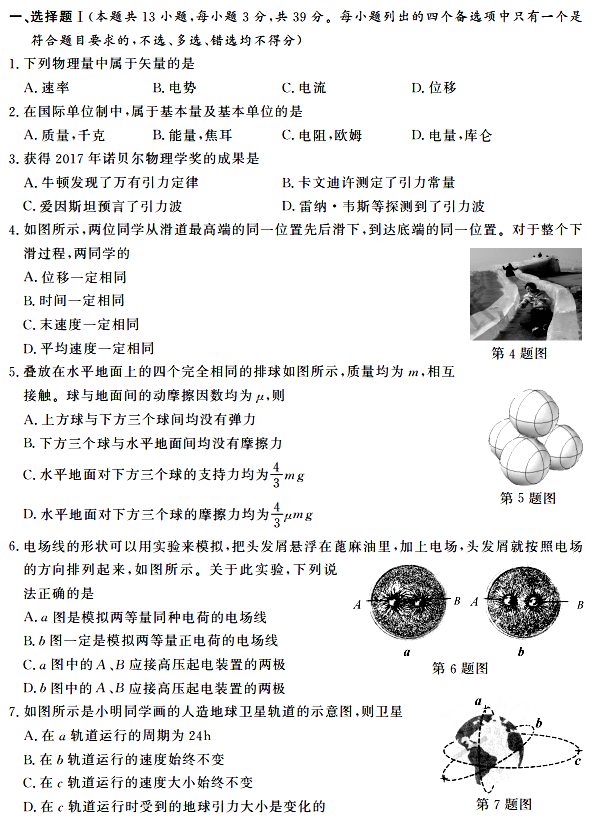 一、选择题Ⅰ(本题共 13 小题,每小题 3 分,共 39 分。每小题列出的四个备选项中只有一个是
符合题目要求的,不选、多选、错选均不得分)
1. 下列物理量中属于矢量的是
A. 速率 B. 电势 C. 电流 D. 位移
2. 在国际单位制中,属于基本量及基本单位的是
A. 质量,千克 B. 能量,焦耳 C. 电阻,欧姆 D. 电量,库仑
3. 获得 2017 年诺贝尔物理学奖的成果是
A. 牛顿发现了万有引力定律 B. 卡文迪许测定了引力常量
C. 爱因斯坦预言了引力波 D. 雷纳·韦斯等探测到了引力波
4. 如图所示,两位同学从滑道最高端的同一位置先后滑下,到达底端的同一位置。对于整个下
滑过程,两同学的
A. 位移一定相同
B. 时间一定相同
C. 末速度一定相同
D. 平均速度一定相同
第 4 题图
5. 叠放在水平地面上的四个完全相同的排球如图所示,质量均为 m,相互
接触。球与地面间的动摩擦因数均为 μ,则
A. 上方球与下方三个球间均没有弹力
B. 下方三个球与水平地面间均没有摩擦力
C. 水平地面对下方三个球的支持力均为 4/3 mg
D. 水平地面对下方三个球的摩擦力均为 4/3 μmg
第 5 题图
6. 电场线的形状可以用实验来模拟,把头发屑悬浮在蓖麻油里,加上电场,头发屑就按照电场
的方向排列起来,如图所示。关于此实验,下列说
法正确的是
A. a 图是模拟两等量同种电荷的电场线
B. b 图一定是模拟两等量正电荷的电场线
C. a 图中的 A、B 应接高压起电装置的两极
D. b 图中的 A、B 应接高压起电装置的两极
A B A B
a b
第 6 题图
7. 如图所示是小明同学画的人造地球卫星轨道的示意图,则卫星
A. 在 a 轨道运行的周期为 24h
B. 在 b 轨道运行的速度始终不变
C. 在 c 轨道运行的速度大小始终不变
D. 在 c 轨道运行时受到的地球引力大小是变化的
a
b
c
第 7 题图